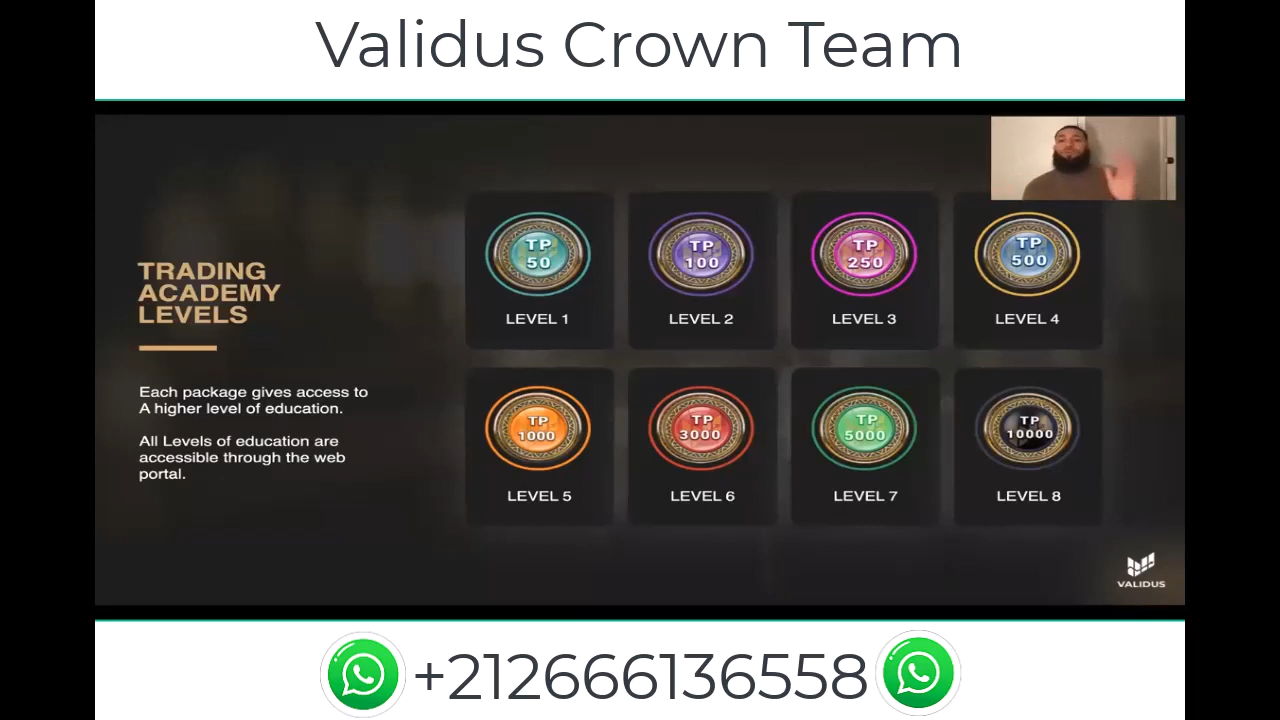 Validus Crown Team
TRADING
ACADEMY
LEVELS
Each package gives access to
A higher level of education.
All Levels of education are
accessible through the web
portal.
TP
50
LEVEL 1
TP
100
LEVEL 2
TP
250
LEVEL 3
TP
500
LEVEL 4
TP
1000
LEVEL 5
TP
3000
LEVEL 6
TP
5000
LEVEL 7
TP
10000
LEVEL 8
VALIDUS
+212666136558